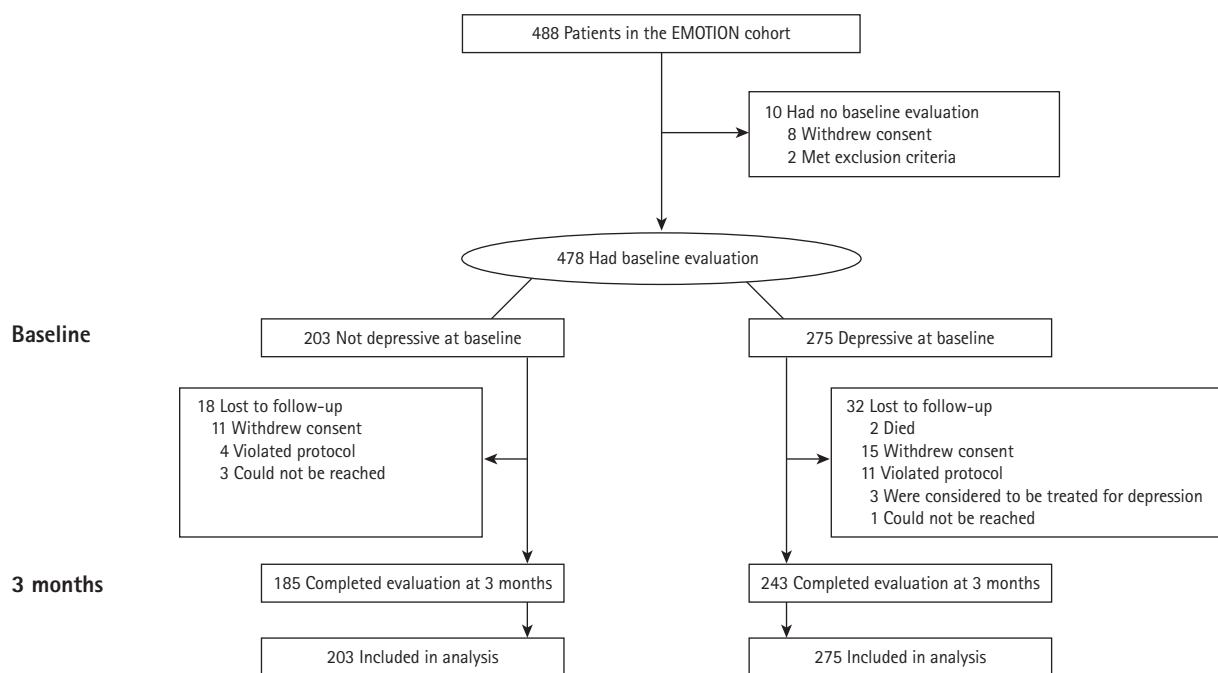 488 Patients in the EMOTION cohort
10 Had no baseline evaluation
8 Withdrew consent
2 Met exclusion criteria
478 Had baseline evaluation
Baseline
203 Not depressive at baseline
275 Depressive at baseline
18 Lost to follow-up
11 Withdrew consent
4 Violated protocol
3 Could not be reached
32 Lost to follow-up
2 Died
15 Withdrew consent
11 Violated protocol
3 Were considered to be treated for depression
1 Could not be reached
3 months
185 Completed evaluation at 3 months
243 Completed evaluation at 3 months
203 Included in analysis
275 Included in analysis